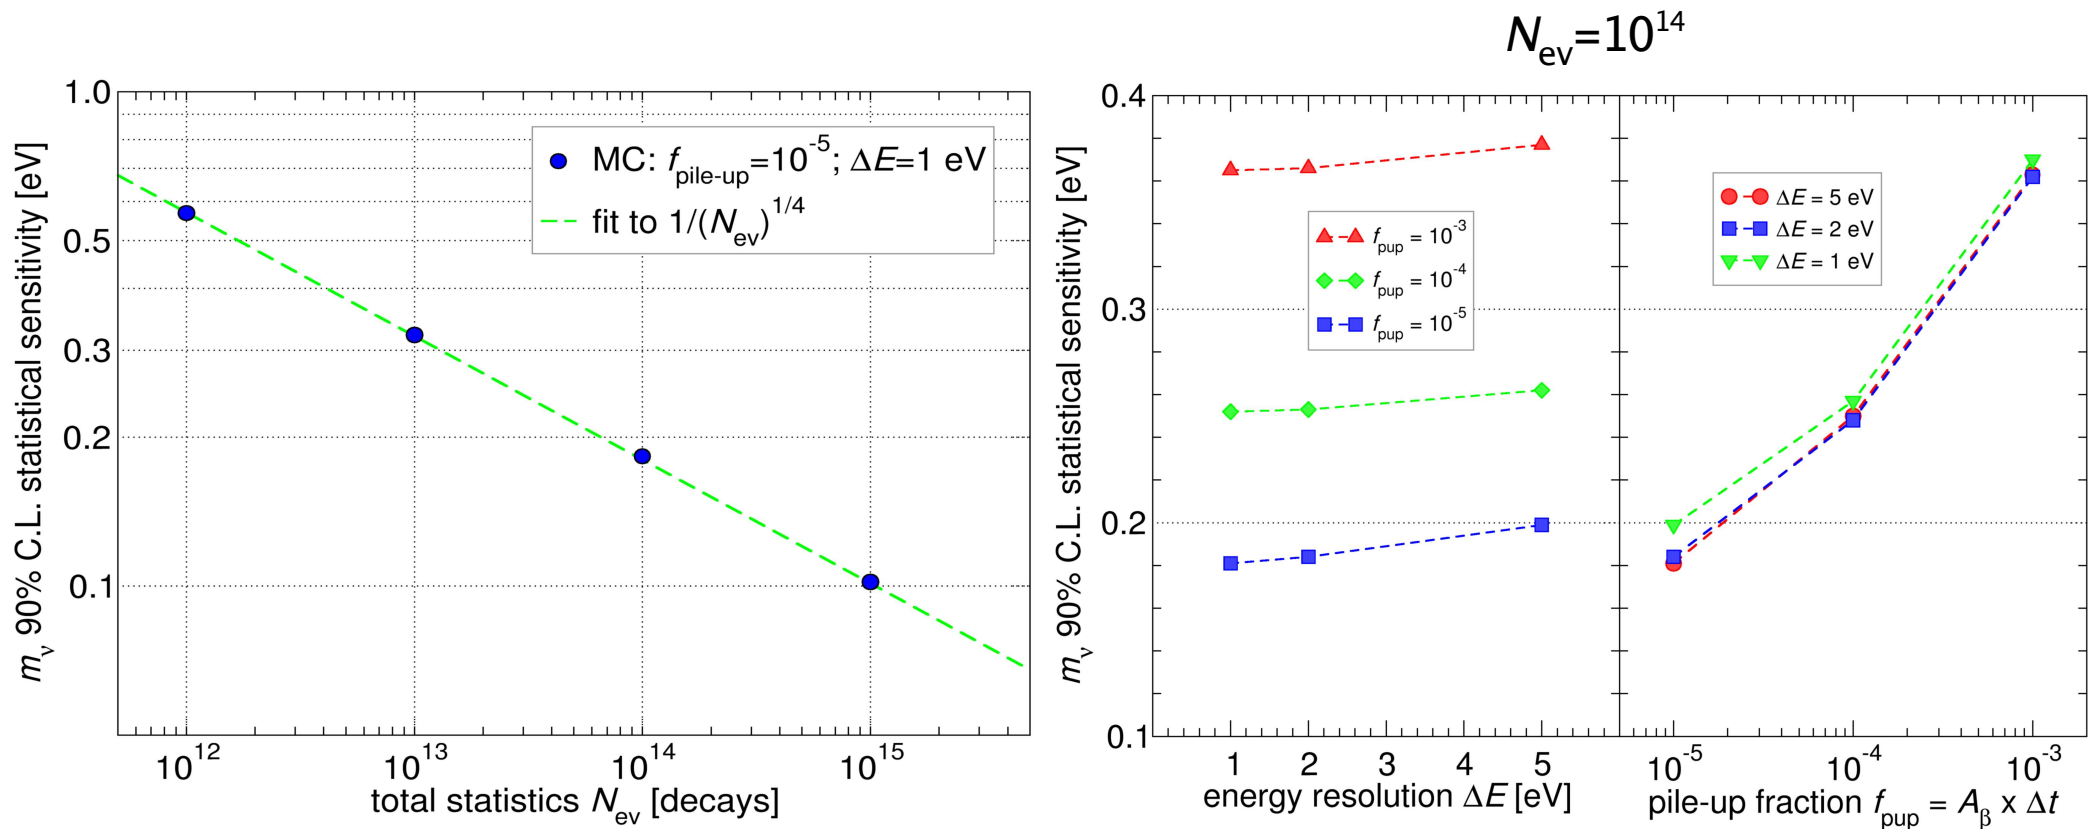 N_ev=10^14
1.0
0.5
0.3
0.2
0.1
m_ν 90% C.L. statistical sensitivity [eV]
MC: f_pile-up=10^-5; ΔE=1 eV
fit to 1/(N_ev)^1/4
10^12 10^13 10^14 10^15
total statistics N_ev [decays]
0.4
0.3
0.2
0.1
m_ν 90% C.L. statistical sensitivity [eV]
f_pup = 10^-3
f_pup = 10^-4
f_pup = 10^-5
1 2 3 4 5
energy resolution ΔE [eV]
ΔE = 5 eV
ΔE = 2 eV
ΔE = 1 eV
10^-5 10^-4 10^-3
pile-up fraction f_pup = A_β x Δt